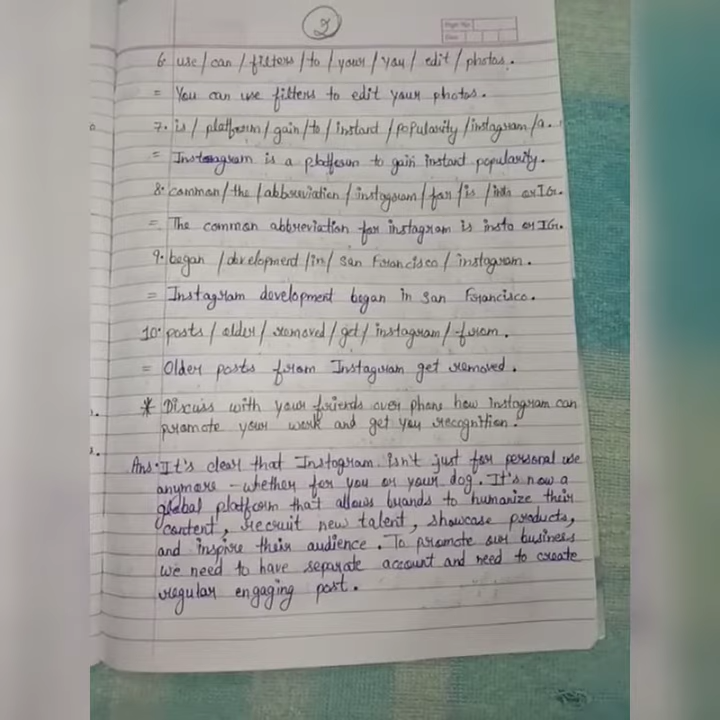 2
Page No.
Date
6. use / can / filters / to / your / you / edit / photos.
= You can use filters to edit your photos.
7. is / platform / gain / to / instant / popularity / instagram / a.
= Instagram is a platform to gain instant popularity.
8. common / the / abbreviation / instagram / for / is / insta or IG.
= The common abbreviation for instagram is insta or IG.
9. began / development / in / san Francisco / instagram.
= Instagram development began in san Francisco.
10. posts / older / removed / get / instagram / from.
= Older posts from Instagram get removed.
* Discuss with your friends over phone how instagram can
promote your work and get you recognition.
Ans. It's clear that Instagram isn't just for personal use
anymore - whether for you or your dog. It's now a
global platform that allows brands to humanize their
content, recruit new talent, showcase products,
and inspire their audience. To promote our business
we need to have separate account and need to create
regular engaging post.